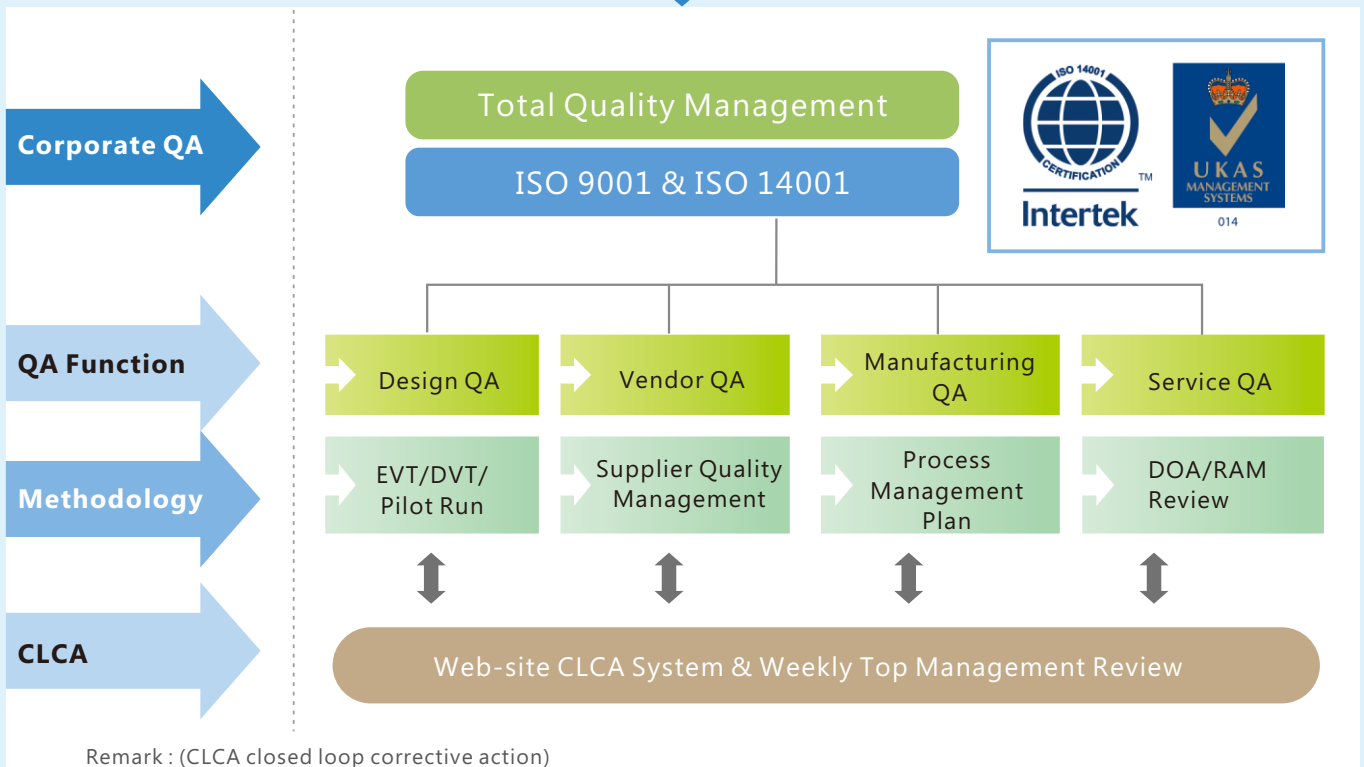 Corporate QA
Total Quality Management
ISO 9001 & ISO 14001
ISO 14001
CERTIFICATION
TM
Intertek
UKAS
MANAGEMENT
SYSTEMS
014
QA Function
Design QA
Vendor QA
Manufacturing
QA
Service QA
Methodology
EVT/DVT/
Pilot Run
Supplier Quality
Management
Process
Management
Plan
DOA/RAM
Review
CLCA
Web-site CLCA System & Weekly Top Management Review
Remark : (CLCA closed loop corrective action)